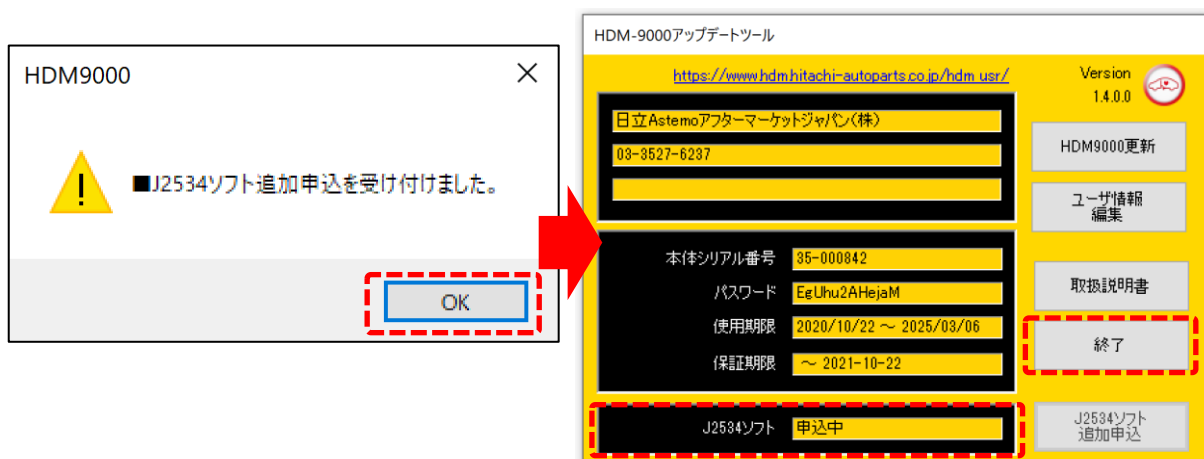 HDM9000
■J2534ソフト追加申込を受け付けました。
OK
HDM-9000アップデートツール
https://www.hdm.hitachi-autoparts.co.jp/hdm_usr/
Version
1.4.0.0
日立Astemoアフターマーケットジャパン(株)
03-3527-6237
HDM9000更新
ユーザ情報
編集
本体シリアル番号 35-000842
パスワード EgUhu2AHejaM
使用期限 2020/10/22 ～ 2025/03/06
保証期限 ～ 2021-10-22
取扱説明書
終了
J2534ソフト 申込中
J2534ソフト
追加申込